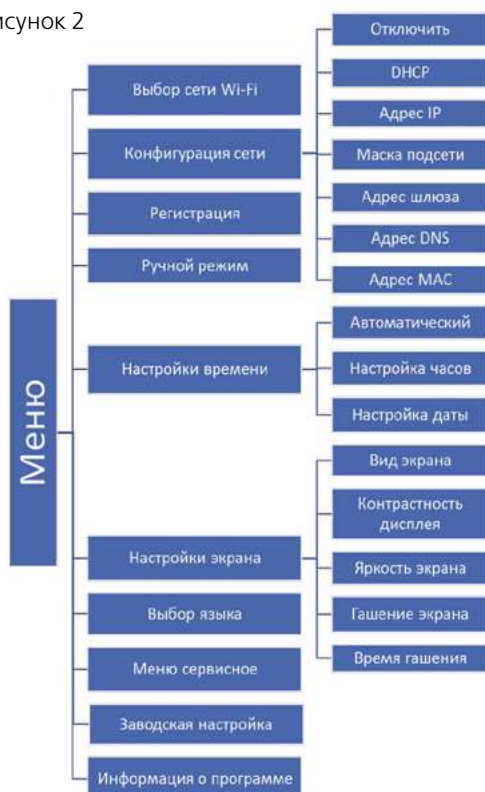 исунок 2
Меню
Выбор сети Wi-Fi
Конфигурация сети
Отключить
DHCP
Адрес IP
Маска подсети
Адрес шлюза
Адрес DNS
Адрес MAC
Регистрация
Ручной режим
Настройки времени
Автоматический
Настройка часов
Настройка даты
Настройки экрана
Вид экрана
Контрастность
дисплея
Яркость экрана
Гашение экрана
Время гашения
Выбор языка
Меню сервисное
Заводская настройка
Информация о программе